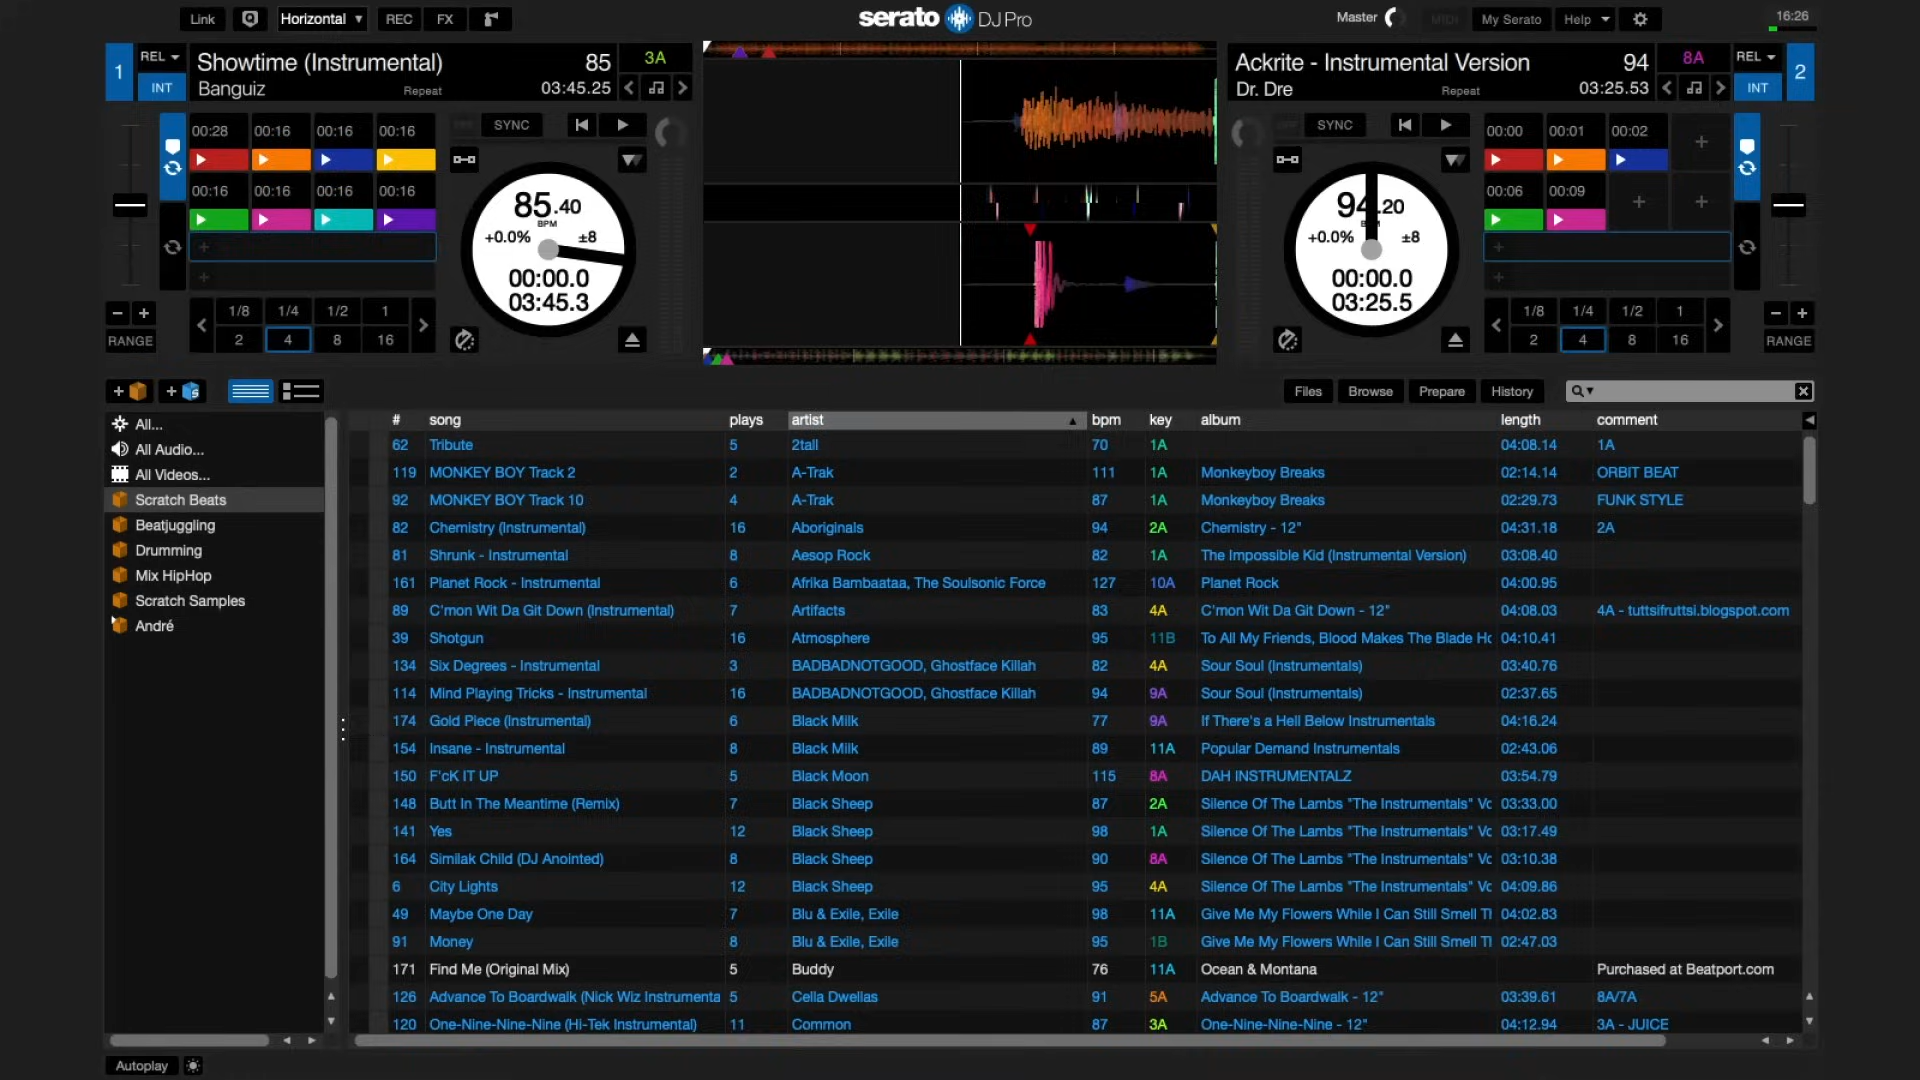 Link Horizontal REC FX serato DJ Pro Master MIDI My Serato Help 16:26
1 REL INT Showtime (Instrumental) 85 3A
Banguiz Repeat 03:45.25
Ackrite - Instrumental Version 94 8A REL INT 2
Dr. Dre Repeat 03:25.53
00:28 00:16 00:16 00:16
00:16 00:16 00:16 00:16
SYNC
85.40
BPM
+0.0% ±8
00:00.0
03:45.3
1/8 1/4 1/2 1
2 4 8 16
RANGE
SYNC
94.20
+0.0% ±8
00:00.0
03:25.5
00:00 00:01 00:02
00:06 00:09
1/8 1/4 1/2 1
2 4 8 16
RANGE
Files Browse Prepare History
All...
All Audio...
All Videos...
Scratch Beats
Beatjuggling
Drumming
Mix HipHop
Scratch Samples
André
# song plays artist bpm key album length comment
62 Tribute 5 2tall 70 1A 04:08.14 1A
119 MONKEY BOY Track 2 2 A-Trak 111 1A Monkeyboy Breaks 02:14.14 ORBIT BEAT
92 MONKEY BOY Track 10 4 A-Trak 87 1A Monkeyboy Breaks 02:29.73 FUNK STYLE
82 Chemistry (Instrumental) 16 Aboriginals 94 2A Chemistry - 12" 04:31.18 2A
81 Shrunk - Instrumental 8 Aesop Rock 82 1A The Impossible Kid (Instrumental Version) 03:08.40
161 Planet Rock - Instrumental 6 Afrika Bambaataa, The Soulsonic Force 127 10A Planet Rock 04:00.95
89 C'mon Wit Da Git Down (Instrumental) 7 Artifacts 83 4A C'mon Wit Da Git Down - 12" 04:08.03 4A - tuttsifruttsi.blogspot.com
39 Shotgun 16 Atmosphere 95 11B To All My Friends, Blood Makes The Blade Ho 04:10.41
134 Six Degrees - Instrumental 3 BADBADNOTGOOD, Ghostface Killah 82 4A Sour Soul (Instrumentals) 03:40.76
114 Mind Playing Tricks - Instrumental 16 BADBADNOTGOOD, Ghostface Killah 94 9A Sour Soul (Instrumentals) 02:37.65
174 Gold Piece (Instrumental) 6 Black Milk 77 9A If There's a Hell Below Instrumentals 04:16.24
154 Insane - Instrumental 8 Black Milk 89 11A Popular Demand Instrumentals 02:43.06
150 F'cK IT UP 5 Black Moon 115 8A DAH INSTRUMENTALZ 03:54.79
148 Butt In The Meantime (Remix) 7 Black Sheep 87 2A Silence Of The Lambs "The Instrumentals" Vo 03:33.00
141 Yes 12 Black Sheep 98 1A Silence Of The Lambs "The Instrumentals" Vo 03:17.49
164 Similak Child (DJ Anointed) 8 Black Sheep 90 8A Silence Of The Lambs "The Instrumentals" Vo 03:10.38
6 City Lights 12 Black Sheep 95 4A Silence Of The Lambs "The Instrumentals" Vo 04:09.86
49 Maybe One Day 7 Blu & Exile, Exile 98 11A Give Me My Flowers While I Can Still Smell Tl 04:02.83
91 Money 8 Blu & Exile, Exile 95 1B Give Me My Flowers While I Can Still Smell Tl 02:47.03
171 Find Me (Original Mix) 5 Buddy 76 11A Ocean & Montana Purchased at Beatport.com
126 Advance To Boardwalk (Nick Wiz Instrumenta 5 Cella Dwellas 91 5A Advance To Boardwalk - 12" 03:39.61 8A/7A
120 One-Nine-Nine-Nine (Hi-Tek Instrumental) 11 Common 87 3A One-Nine-Nine-Nine - 12" 04:12.94 3A - JUICE
Autoplay